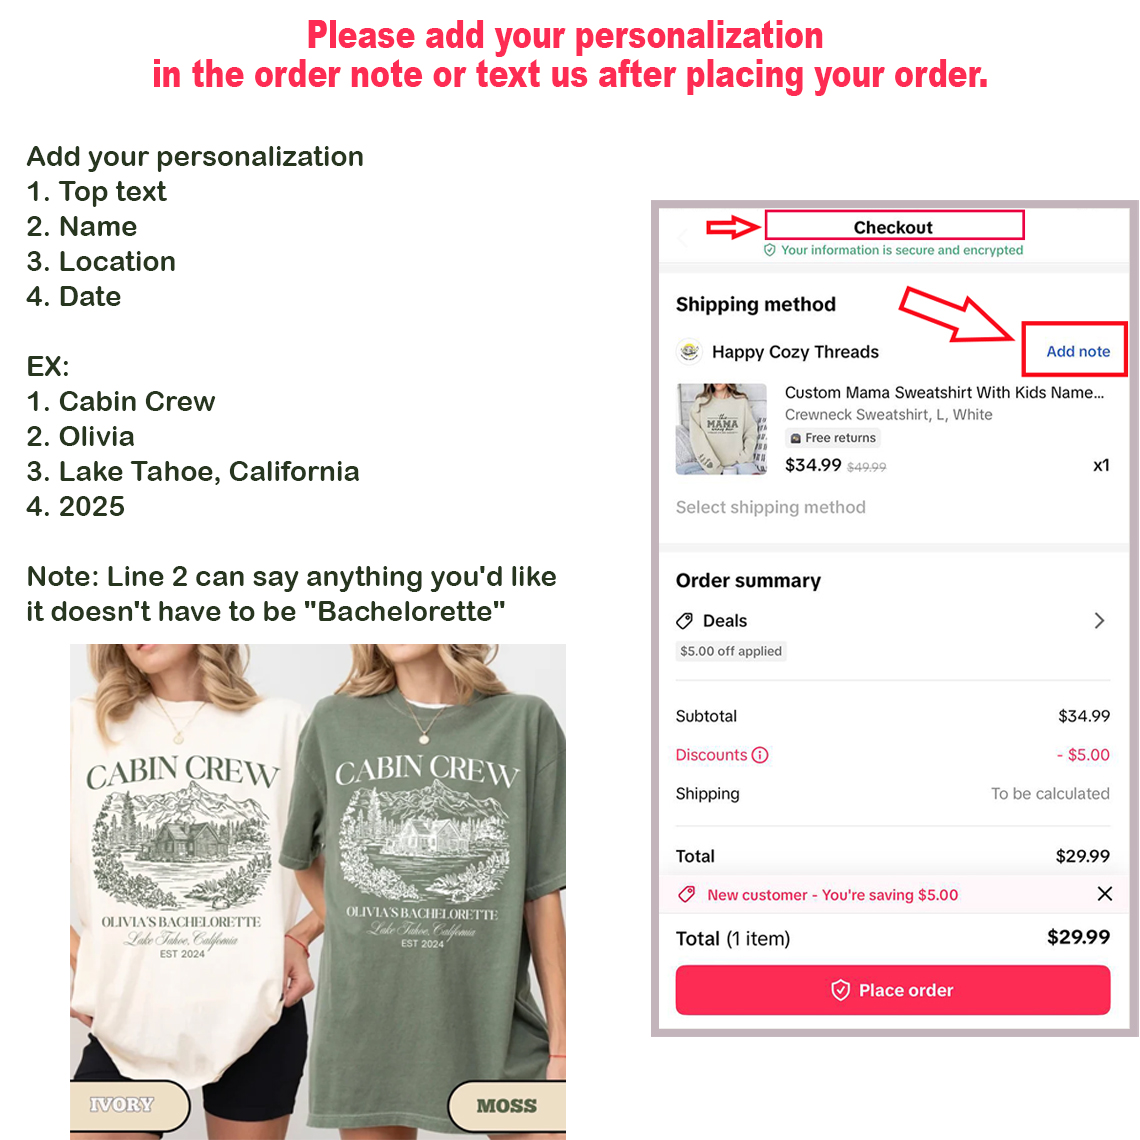 Please add your personalization
in the order note or text us after placing your order.
Add your personalization
1. Top text
2. Name
3. Location
4. Date
EX:
1. Cabin Crew
2. Olivia
3. Lake Tahoe, California
4. 2025
Note: Line 2 can say anything you'd like
it doesn't have to be "Bachelorette"
CABIN CREW
OLIVIA'S BACHELORETTE
Lake Tahoe, California
EST 2024
IVORY
CABIN CREW
OLIVIA'S BACHELORETTE
Lake Tahoe, California
EST 2024
MOSS
Checkout
Your information is secure and encrypted
Shipping method
Happy Cozy Threads
Add note
Custom Mama Sweatshirt With Kids Name...
Crewneck Sweatshirt, L, White
Free returns
$34.99 $49.99
x1
MAMA
Select shipping method
Order summary
Deals
$5.00 off applied
Subtotal $34.99
Discounts - $5.00
Shipping To be calculated
Total $29.99
New customer - You're saving $5.00
Total (1 item) $29.99
Place order